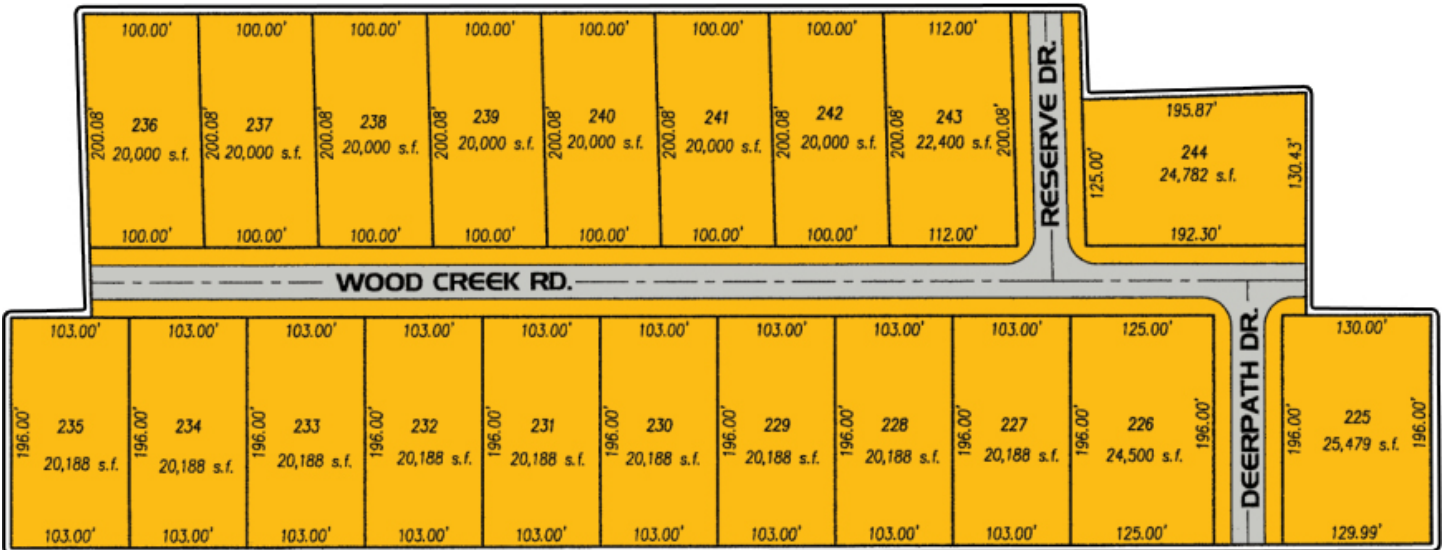 100.00' 100.00' 100.00' 100.00' 100.00' 100.00' 100.00' 112.00'
200.08' 200.08' 200.08' 200.08' 200.08' 200.08' 200.08' 200.08' 200.08'
236
20,000 s.f.
237
20,000 s.f.
238
20,000 s.f.
239
20,000 s.f.
240
20,000 s.f.
241
20,000 s.f.
242
20,000 s.f.
243
22,400 s.f.
100.00' 100.00' 100.00' 100.00' 100.00' 100.00' 100.00' 112.00'
RESERVE DR.
195.87'
125.00'
244
24,782 s.f.
130.43'
192.30'
WOOD CREEK RD.
103.00' 103.00' 103.00' 103.00' 103.00' 103.00' 103.00' 103.00' 103.00' 125.00'
196.00' 196.00' 196.00' 196.00' 196.00' 196.00' 196.00' 196.00' 196.00' 196.00' 196.00'
235
20,188 s.f.
234
20,188 s.f.
233
20,188 s.f.
232
20,188 s.f.
231
20,188 s.f.
230
20,188 s.f.
229
20,188 s.f.
228
20,188 s.f.
227
20,188 s.f.
226
24,500 s.f.
103.00' 103.00' 103.00' 103.00' 103.00' 103.00' 103.00' 103.00' 103.00' 125.00'
DEERPATH DR.
130.00'
196.00'
225
25,479 s.f.
196.00'
129.99'